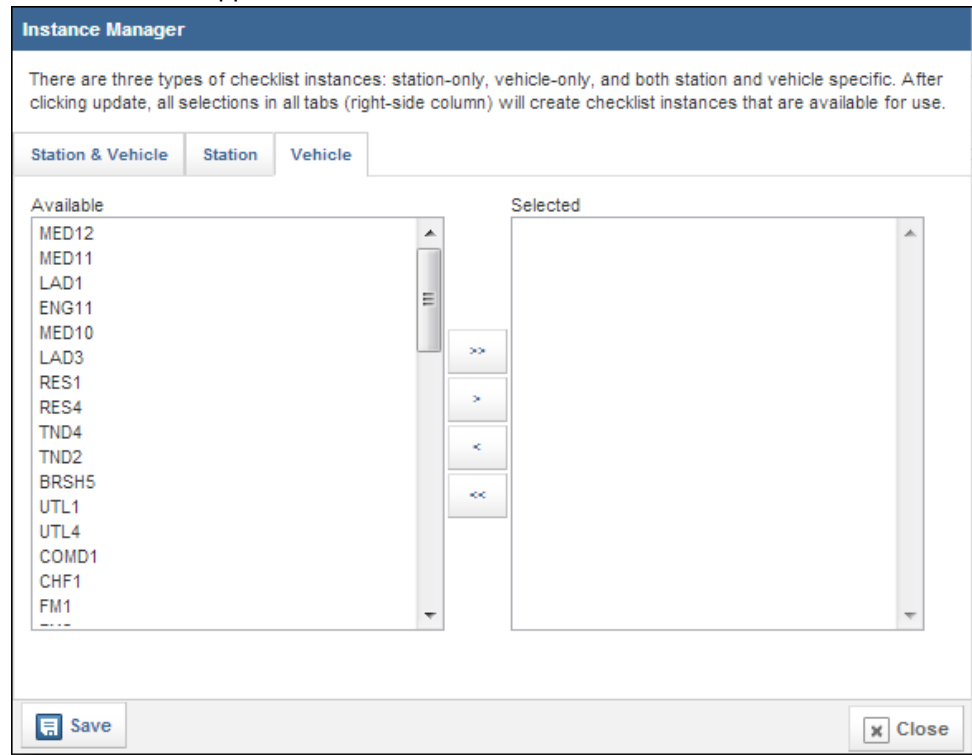 Instance Manager
There are three types of checklist instances: station-only, vehicle-only, and both station and vehicle specific. After
clicking update, all selections in all tabs (right-side column) will create checklist instances that are available for use.
Station & Vehicle Station Vehicle
Available Selected
MED12
MED11
LAD1
ENG11
MED10
LAD3
RES1
RES4
TND4
TND2
BRSH5
UTL1
UTL4
COMD1
CHF1
FM1
>>
>
<
<<
Save Close